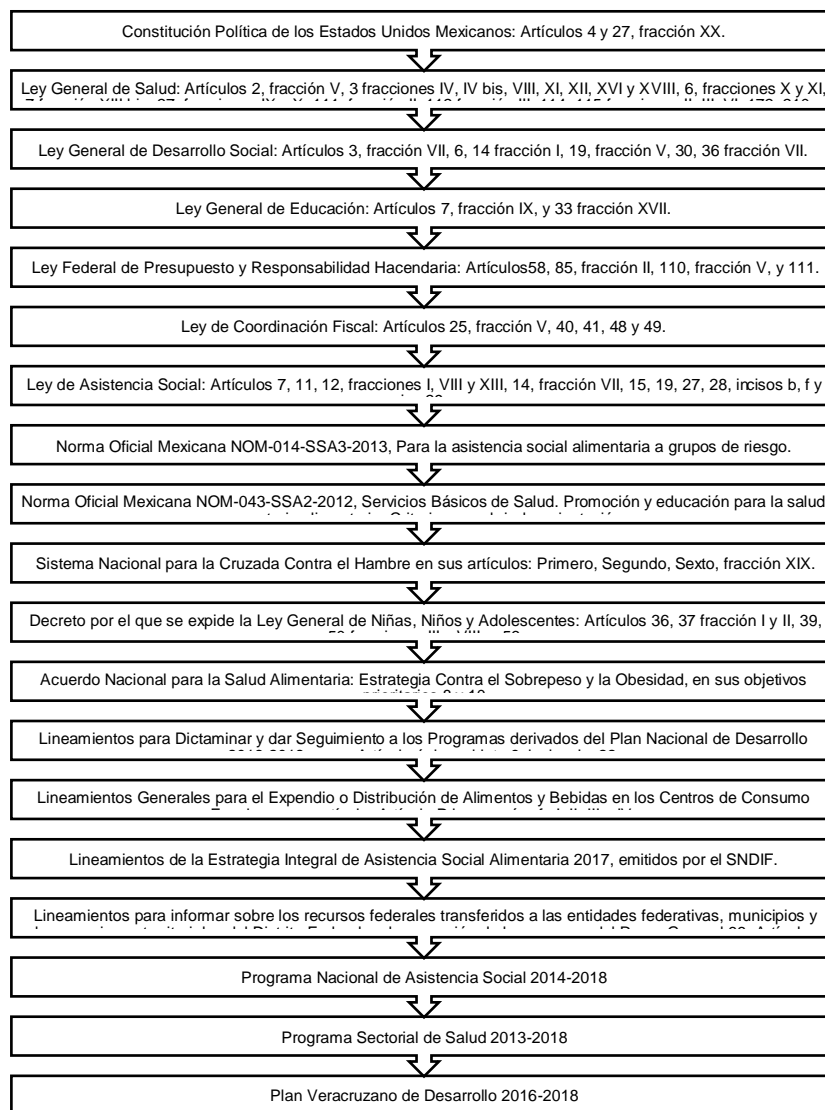 Constitución Política de los Estados Unidos Mexicanos: Artículos 4 y 27, fracción XX.
Ley General de Salud: Artículos 2, fracción V, 3 fracciones IV, IV bis, VIII, XI, XII, XVI y XVIII, 6, fracciones X y XI,
Ley General de Desarrollo Social: Artículos 3, fracción VII, 6, 14 fracción I, 19, fracción V, 30, 36 fracción VII.
Ley General de Educación: Artículos 7, fracción IX, y 33 fracción XVII.
Ley Federal de Presupuesto y Responsabilidad Hacendaria: Artículos58, 85, fracción II, 110, fracción V, y 111.
Ley de Coordinación Fiscal: Artículos 25, fracción V, 40, 41, 48 y 49.
Ley de Asistencia Social: Artículos 7, 11, 12, fracciones I, VIII y XIII, 14, fracción VII, 15, 19, 27, 28, incisos b, f y
Norma Oficial Mexicana NOM-014-SSA3-2013, Para la asistencia social alimentaria a grupos de riesgo.
Norma Oficial Mexicana NOM-043-SSA2-2012, Servicios Básicos de Salud. Promoción y educación para la salud
Sistema Nacional para la Cruzada Contra el Hambre en sus artículos: Primero, Segundo, Sexto, fracción XIX.
Decreto por el que se expide la Ley General de Niñas, Niños y Adolescentes: Artículos 36, 37 fracción I y II, 39,
Acuerdo Nacional para la Salud Alimentaria: Estrategia Contra el Sobrepeso y la Obesidad, en sus objetivos
Lineamientos para Dictaminar y dar Seguimiento a los Programas derivados del Plan Nacional de Desarrollo
Lineamientos Generales para el Expendio o Distribución de Alimentos y Bebidas en los Centros de Consumo
Lineamientos de la Estrategia Integral de Asistencia Social Alimentaria 2017, emitidos por el SNDIF.
Lineamientos para informar sobre los recursos federales transferidos a las entidades federativas, municipios y
Programa Nacional de Asistencia Social 2014-2018
Programa Sectorial de Salud 2013-2018
Plan Veracruzano de Desarrollo 2016-2018